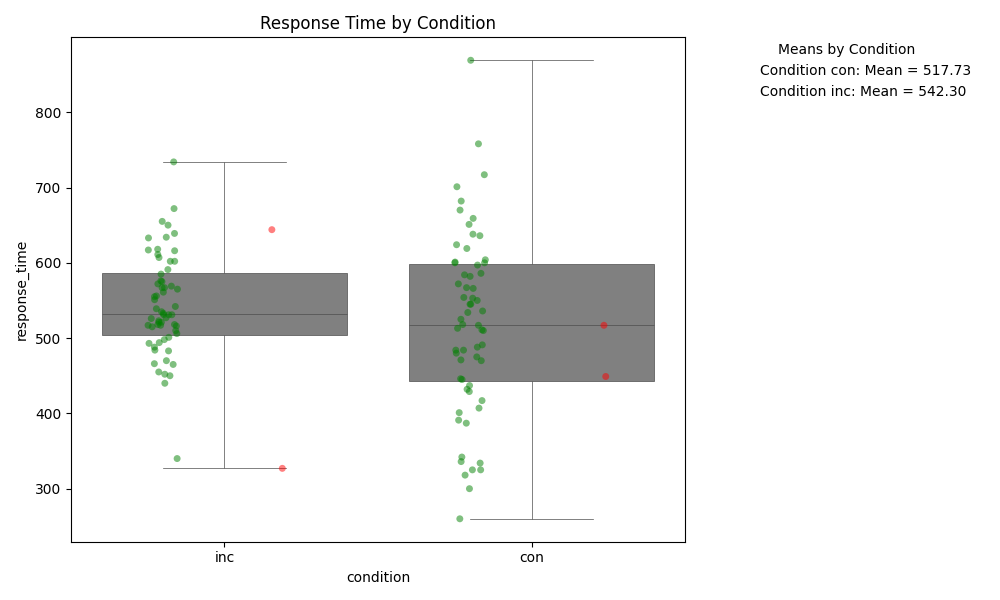 Response Time by Condition
Means by Condition
Condition con: Mean = 517.73
Condition inc: Mean = 542.30
response_time
800
700
600
500
400
300
inc
con
condition